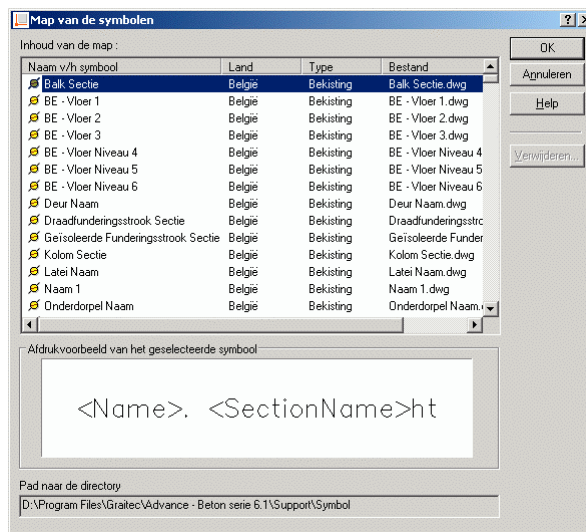 Map van de symbolen
Inhoud van de map :
OK
Annuleren
Help
Verwijderen...
Naam v/h symbool Land Type Bestand
Balk Sectie België Bekisting Balk Sectie.dwg
BE - Vloer 1 België Bekisting BE - Vloer 1.dwg
BE - Vloer 2 België Bekisting BE - Vloer 2.dwg
BE - Vloer 3 België Bekisting BE - Vloer 3.dwg
BE - Vloer Niveau 4 België Bekisting BE - Vloer Niveau 4
BE - Vloer Niveau 5 België Bekisting BE - Vloer Niveau 5
BE - Vloer Niveau 6 België Bekisting BE - Vloer Niveau 6
Deur Naam België Bekisting Deur Naam.dwg
Draadfunderingsstrook Sectie België Bekisting Draadfunderingsstrc
Geïsoleerde Funderingsstrook Sectie België Bekisting Geïsoleerde Funder
Kolom Sectie België Bekisting Kolom Sectie.dwg
Latei Naam België Bekisting Latei Naam.dwg
Naam 1 België Bekisting Naam 1.dwg
Onderdorpel Naam België Bekisting Onderdorpel Naam.
Afdrukvoorbeeld van het geselecteerde symbool
<Name>. <SectionName>ht
Pad naar de directory
D:\Program Files\Graitec\Advance - Beton serie 6.1\Support\Symbol